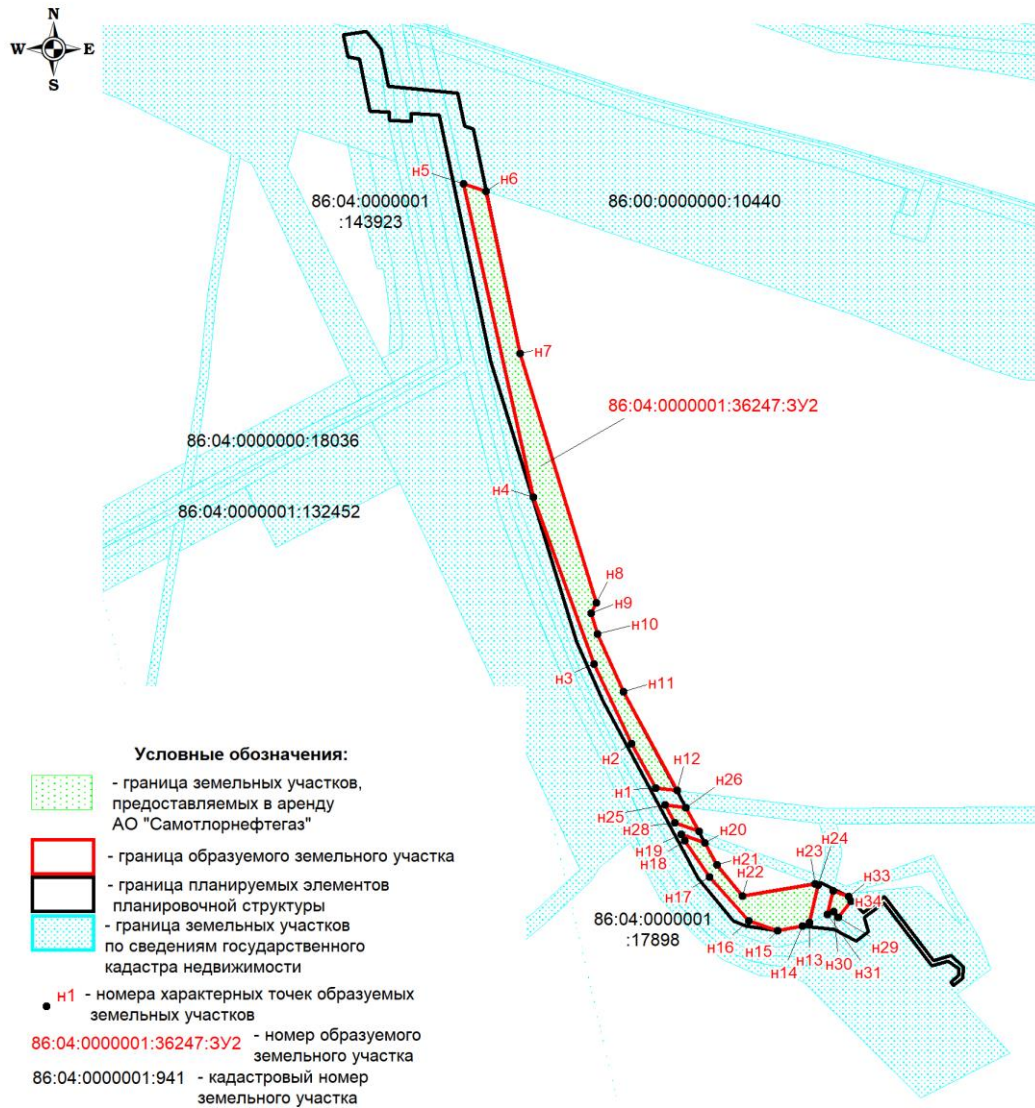 N
W E
S
н5
н6
86:04:0000001
:143923
86:00:0000000:10440
н7
86:04:0000001:36247:ЗУ2
86:04:0000000:18036
н4
86:04:0000001:132452
н8
н9
н10
н3
н11
н2
н12
н1
н26
н25
н28
н20
н19
н18
н21
н24
н23
н22
н33
н17
н34
86:04:0000001
:17898
н16
н15
н14
н13
н30
н31
н29
Условные обозначения:
- граница земельных участков,
предоставляемых в аренду
АО "Самотлорнефтегаз"
- граница образуемого земельного участка
- граница планируемых элементов
планировочной структуры
- граница земельных участков
по сведениям государственного
кадастра недвижимости
н1 - номера характерных точек образуемых
земельных участков
86:04:0000001:36247:ЗУ2 - номер образуемого
земельного участка
86:04:0000001:941 - кадастровый номер
земельного участка